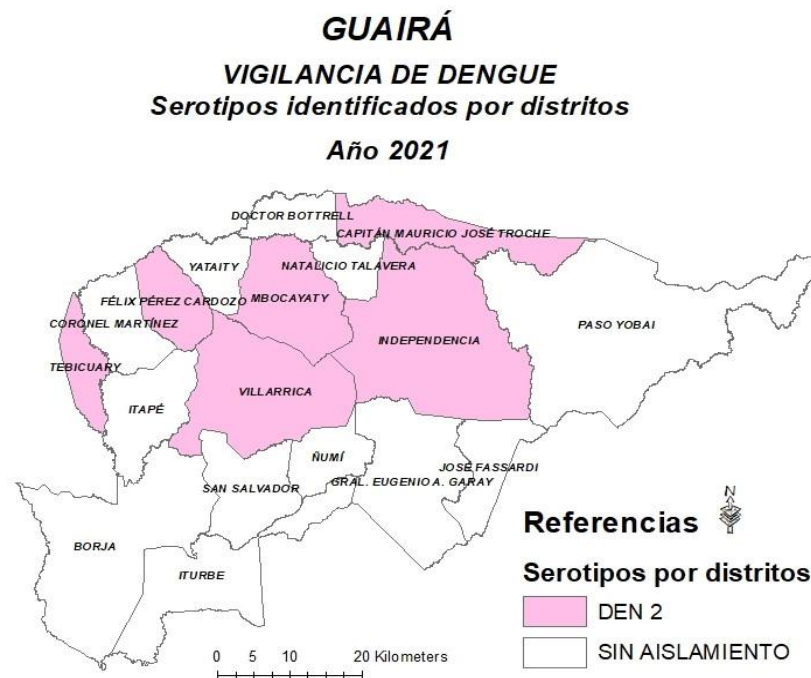 GUAIRÁ
VIGILANCIA DE DENGUE
Serotipos identificados por distritos
Año 2021
DOCTOR BOTTRELL
CAPITÁN MAURICIO JOSÉ TROCHE
YATAITY
NATALICIO TALAVERA
FÉLIX PÉREZ CARDOZO
MBOCAYATY
CORONEL MARTÍNEZ
PASO YOBAI
INDEPENDENCIA
TEBICUARY
VILLARRICA
ITAPÉ
ÑUMÍ
JOSÉ FASSARDI
SAN SALVADOR
GRAL. EUGENIO A. GARAY
BORJA
ITURBE
N
Referencias
Serotipos por distritos
DEN 2
SIN AISLAMIENTO
0 5 10 20 Kilometers